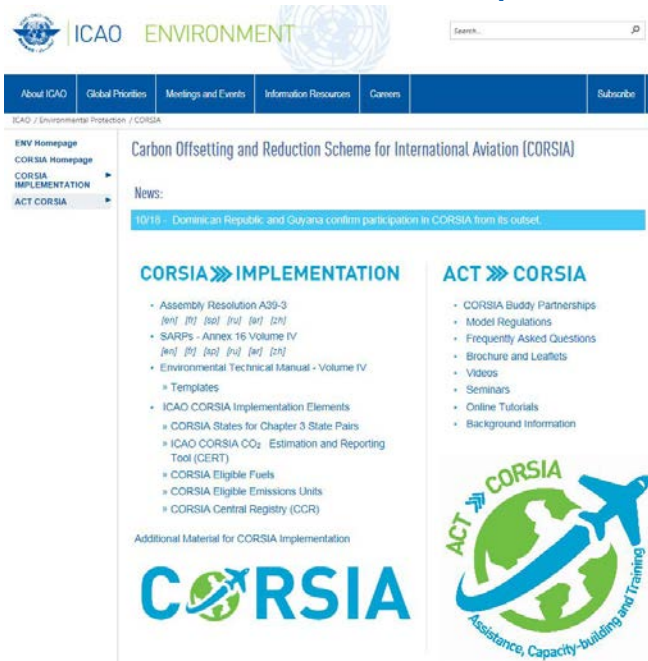 ICAO ENVIRONMENT
Search...
About ICAO Global Priorities Meetings and Events Information Resources Careers Subscribe
ICAO / Environmental Protection / CORSIA
ENV Homepage
CORSIA Homepage
CORSIA
IMPLEMENTATION
ACT CORSIA
Carbon Offsetting and Reduction Scheme for International Aviation (CORSIA)
News:
10/18 - Dominican Republic and Guyana confirm participation in CORSIA from its outset.
CORSIA IMPLEMENTATION
• Assembly Resolution A39-3
[en] [fr] [sp] [ru] [ar] [zh]
• SARPs - Annex 16 Volume IV
[en] [fr] [sp] [ru] [ar] [zh]
• Environmental Technical Manual - Volume IV
» Templates
• ICAO CORSIA Implementation Elements
» CORSIA States for Chapter 3 State Pairs
» ICAO CORSIA CO₂ Estimation and Reporting
Tool (CERT)
» CORSIA Eligible Fuels
» CORSIA Eligible Emissions Units
» CORSIA Central Registry (CCR)
Additional Material for CORSIA Implementation
CORSIA
ACT CORSIA
• CORSIA Buddy Partnerships
• Model Regulations
• Frequently Asked Questions
• Brochure and Leaflets
• Videos
• Seminars
• Online Tutorials
• Background Information
ACT CORSIA
Assistance, Capacity-building and Training